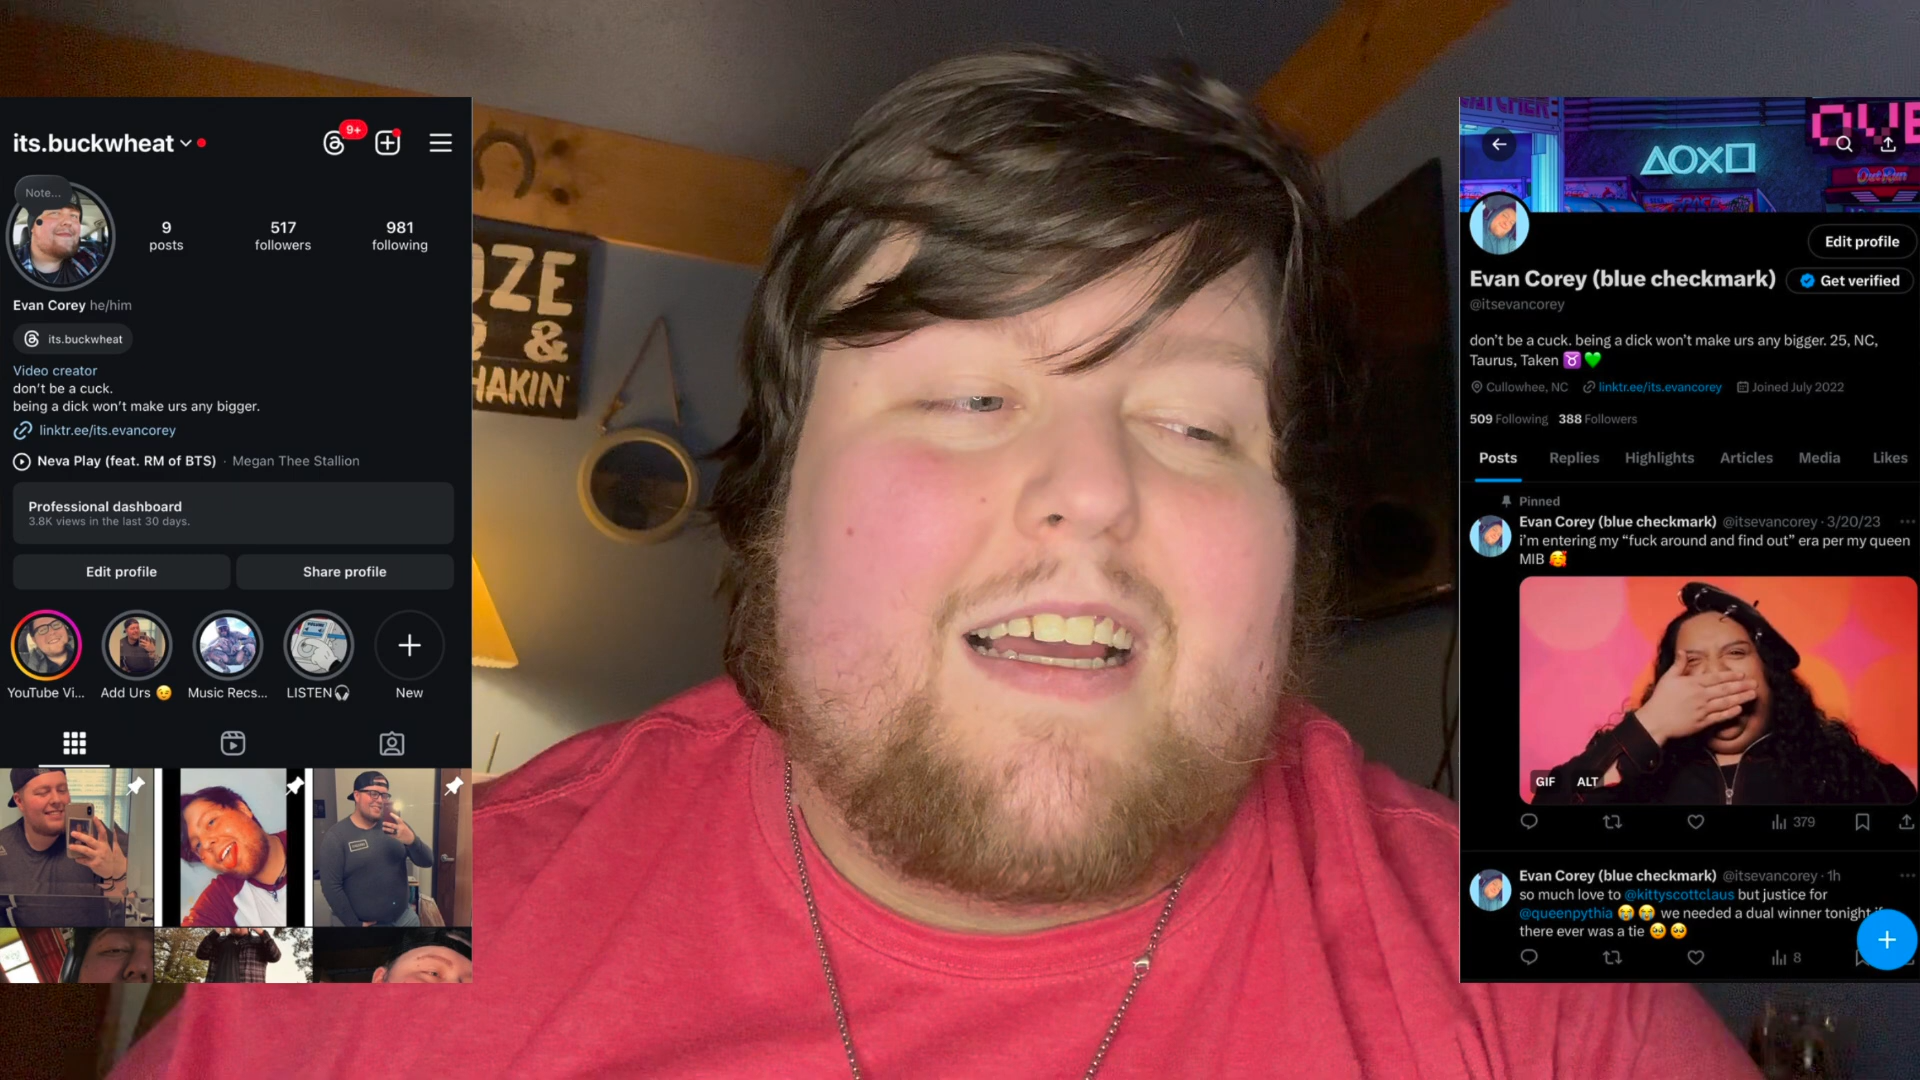 its.buckwheat
9+
Note...
9
posts
517
followers
981
following
Evan Corey he/him
its.buckwheat
Video creator
don't be a cuck.
being a dick won't make urs any bigger.
linktr.ee/its.evancorey
Neva Play (feat. RM of BTS) · Megan Thee Stallion
Professional dashboard
3.8K views in the last 30 days.
Edit profile
Share profile
YouTube Vi...
Add Urs 😉
Music Recs...
LISTEN🎧
New
OZE
&
HAKIN'
CATCHER
OVE
△O×□
OutRun
Edit profile
Evan Corey (blue checkmark)
Get verified
@itsevancorey
don't be a cuck. being a dick won't make urs any bigger. 25, NC,
Taurus, Taken ♉💚
Cullowhee, NC
linktr.ee/its.evancorey
Joined July 2022
509 Following 388 Followers
Posts
Replies
Highlights
Articles
Media
Likes
Pinned
Evan Corey (blue checkmark) @itsevancorey · 3/20/23
i'm entering my "fuck around and find out" era per my queen
MIB 🥰
GIF
ALT
379
Evan Corey (blue checkmark) @itsevancorey · 1h
so much love to @kittyscottclaus but justice for
@queenpythia 😭😭 we needed a dual winner tonight if
there ever was a tie 🥹🥹
8